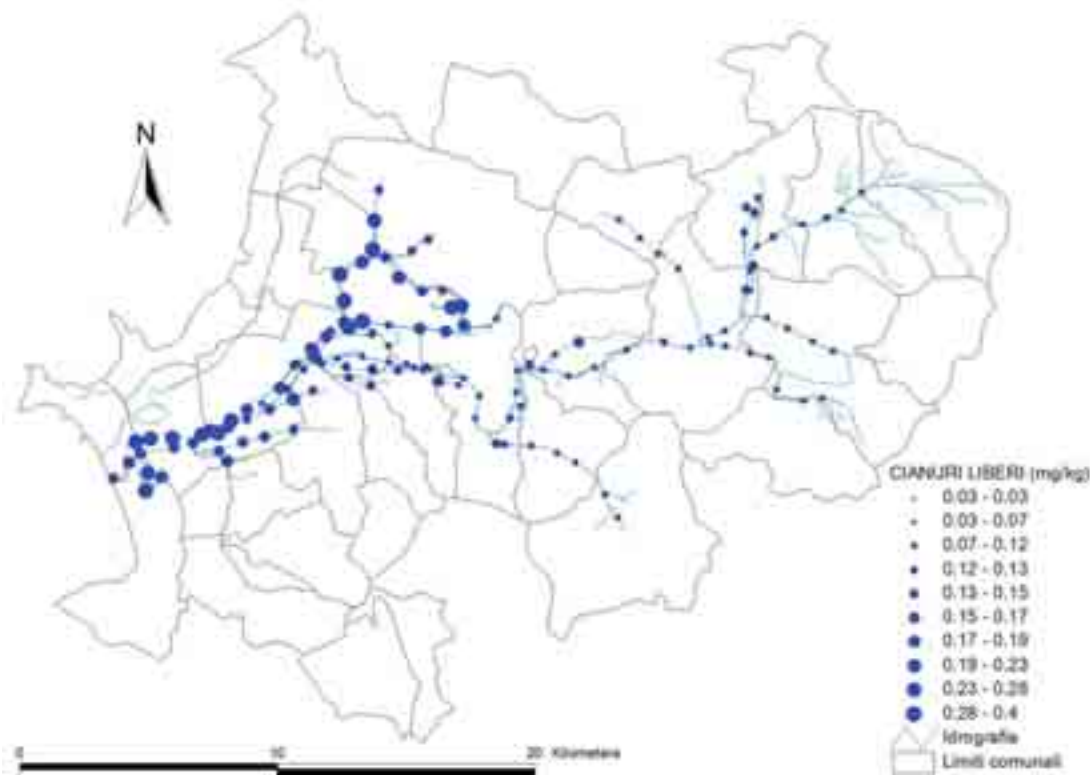 N
CIANURI LIBERI (mg/kg)
0.03 - 0.03
0.03 - 0.07
0.07 - 0.12
0.12 - 0.13
0.13 - 0.15
0.15 - 0.17
0.17 - 0.19
0.19 - 0.23
0.23 - 0.28
0.28 - 0.4
Idrografia
Limiti comunali
0 10 20 Kilometers